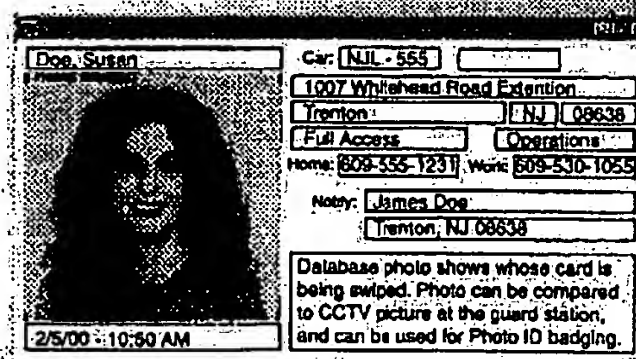 Doe, Susan
Car: NJL - 555
1007 Whitehead Road Extention
Trenton NJ 08638
Full Access Operations
Home: 609-555-1231 Work: 609-530-1055
Notify: James Doe
Trenton, NJ 08638
Database photo shows whose card is
being swiped. Photo can be compared
to CCTV picture at the guard station,
and can be used for Photo ID badging.
2/5/00 - 10:50 AM